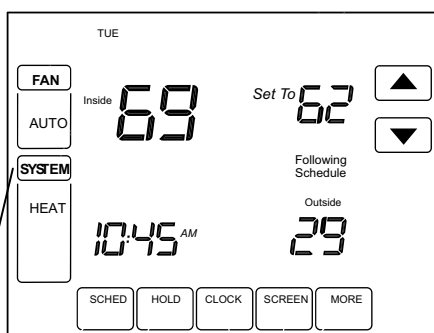 TUE
FAN
AUTO
Inside 69
Set To 62
SYSTEM
HEAT
Following
Schedule
10:45 AM
Outside
29
SCHED HOLD CLOCK SCREEN MORE